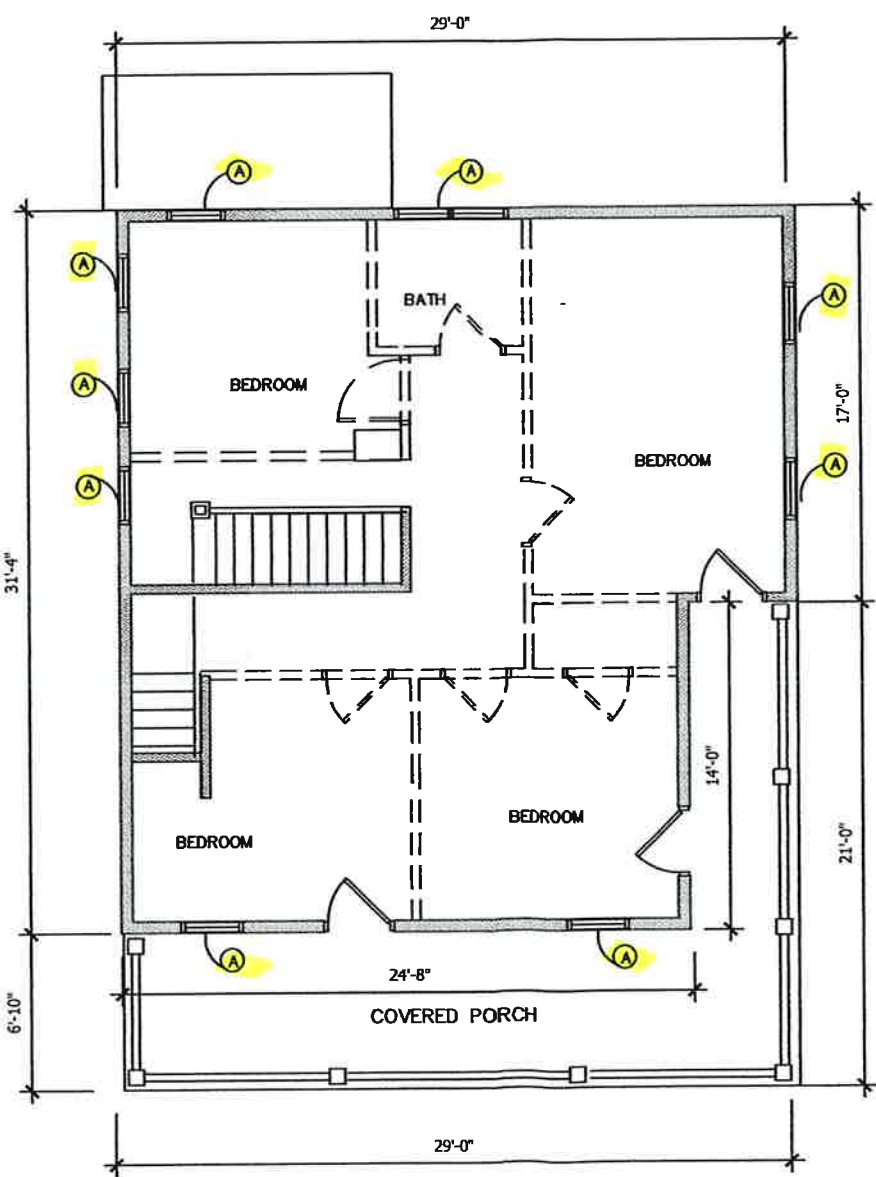 29'-0"
A
A
A
BATH
A
A
BEDROOM
17'-0"
BEDROOM
A
A
31'-4"
14'-0"
BEDROOM
BEDROOM
21'-0"
A
A
24'-8"
6'-10"
COVERED PORCH
29'-0"